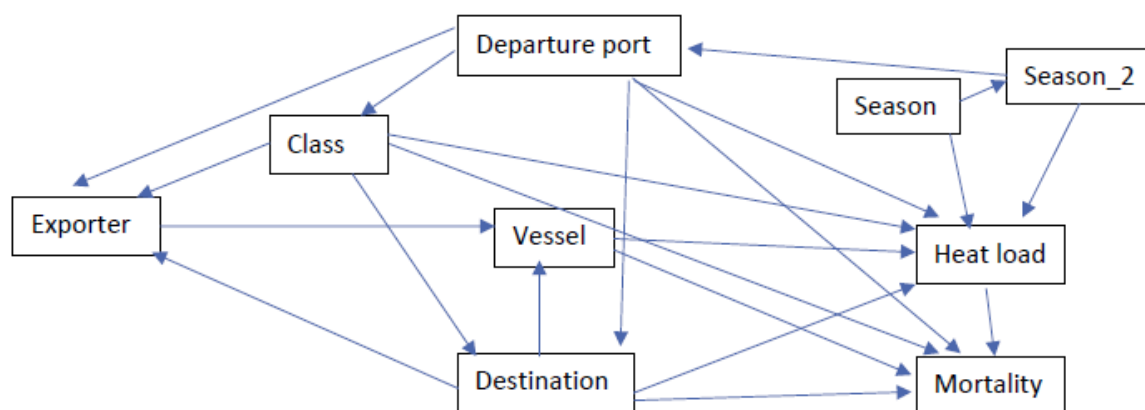 Departure port
Season_2
Season
Class
Exporter
Vessel
Heat load
Destination
Mortality